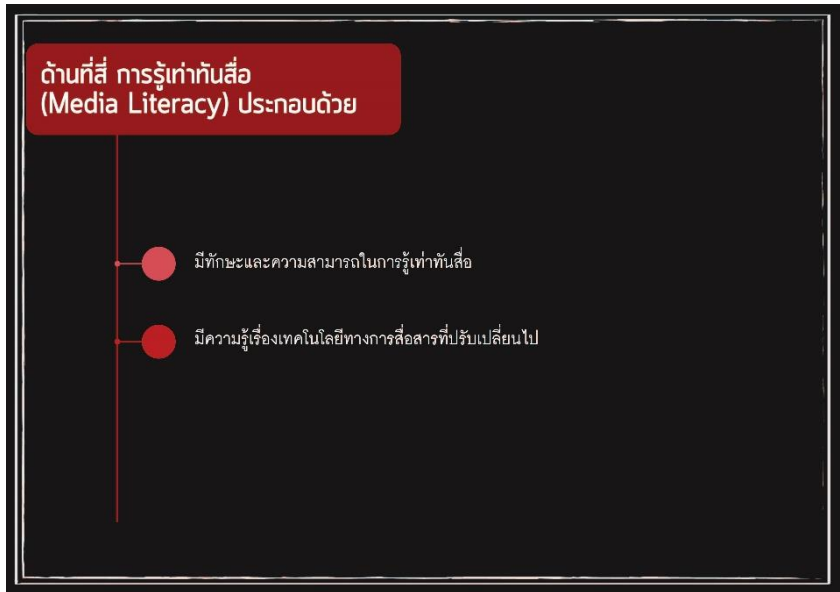 ด้านที่สี่ การรู้เท่าทันสื่อ
(Media Literacy) ประกอบด้วย
มีทักษะและความสามารถในการรู้เท่าทันสื่อ
มีความรู้เรื่องเทคโนโลยีทางการสื่อสารที่ปรับเปลี่ยนไป